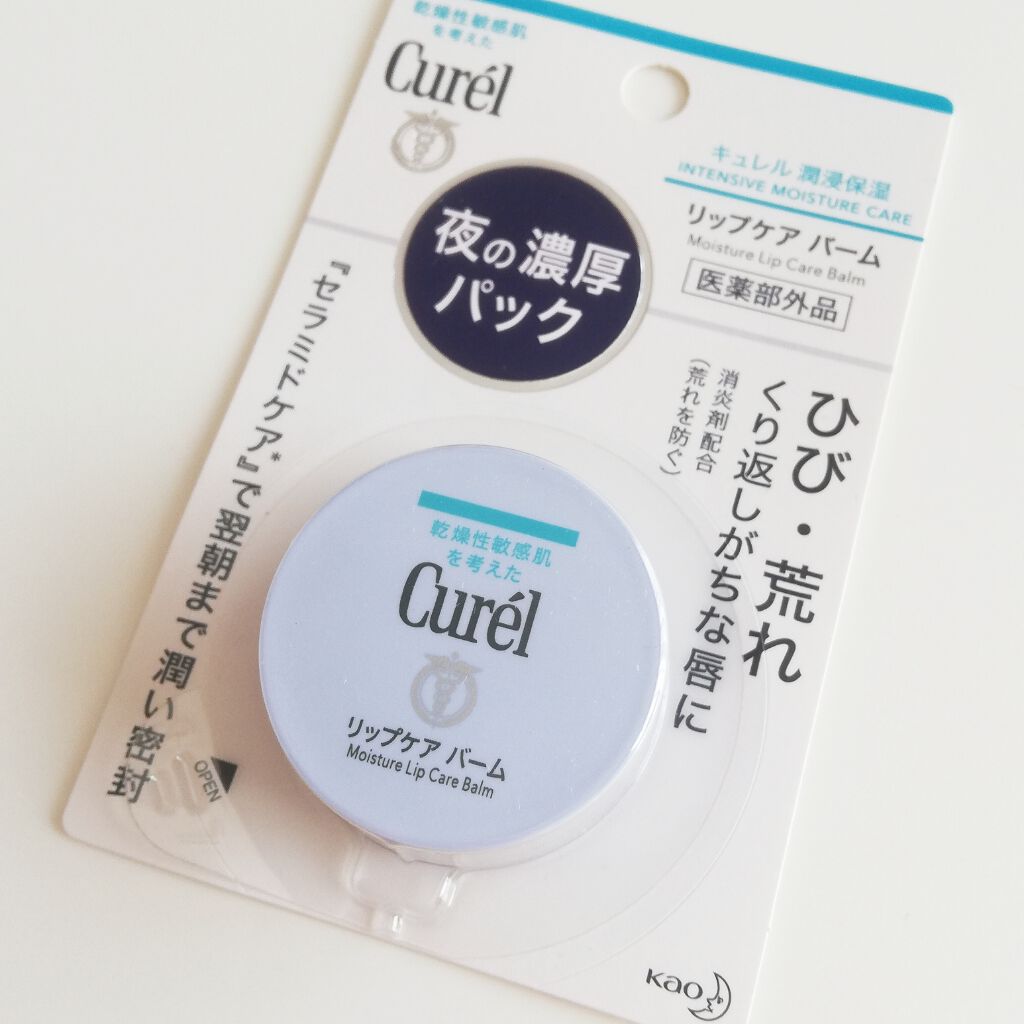 乾燥性敏感肌
を考えた
Curél
キュレル 潤浸保湿
INTENSIVE MOISTURE CARE
リップケア バーム
Moisture Lip Care Balm
医薬部外品
夜の濃厚
パック
ひび・荒れ
くり返しがちな唇に
消炎剤配合
(荒れを防ぐ)
『セラミドケア』*で翌朝まで潤い密封
乾燥性敏感肌
を考えた
Curél
リップケア バーム
Moisture Lip Care Balm
OPEN
Kao